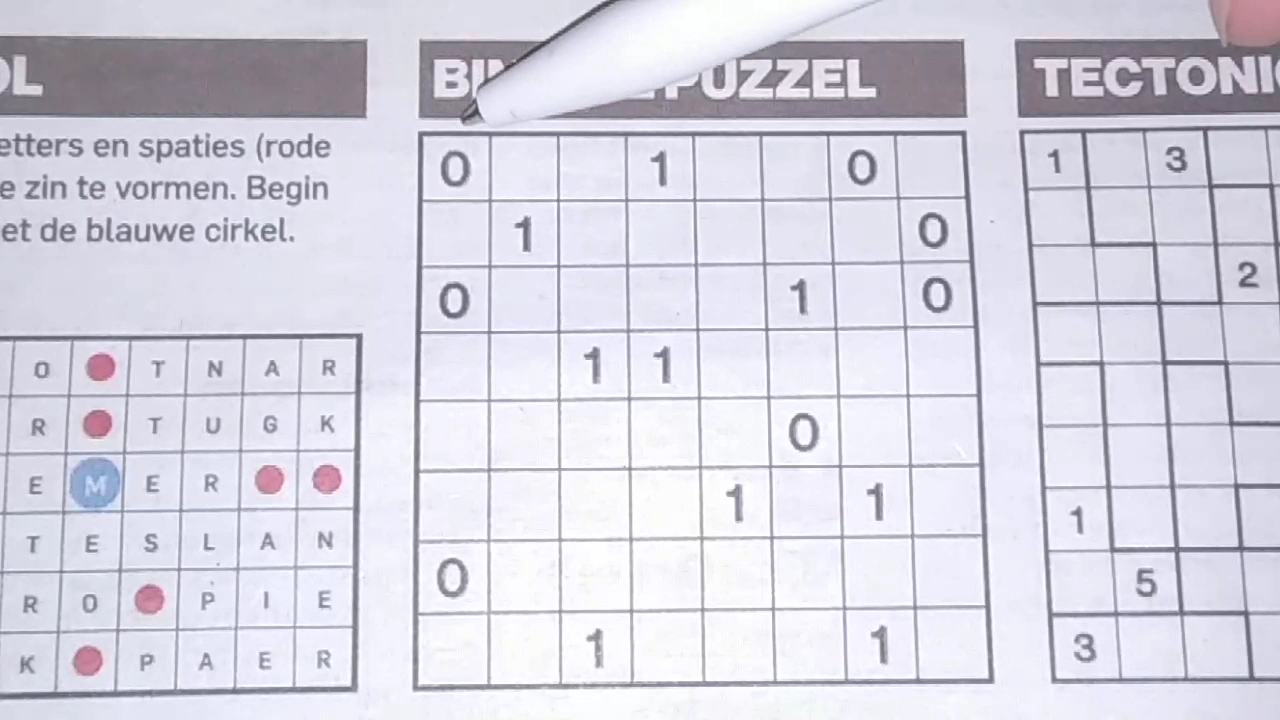 OL
BIN PUZZEL
TECTONI
etters en spaties (rode
e zin te vormen. Begin
et de blauwe cirkel.
O T N A R
R T U G K
E M E R
T E S L A N
R O P I E
K P A E R
0 1 0
1 0
0 1 0
1 1
0
1 1
0
1 1
1 3
2
1
5
3